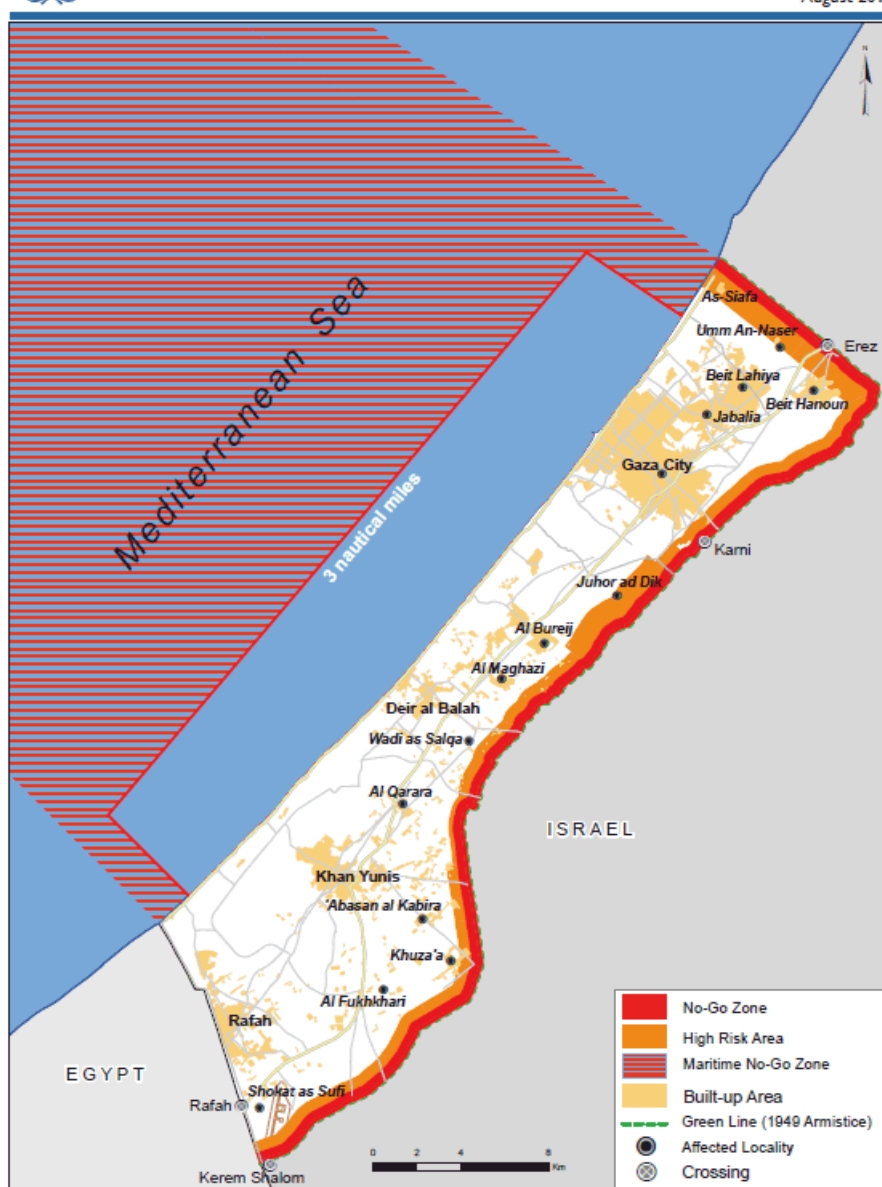 August 201
N
Mediterranean Sea
3 nautical miles
As-Siafa
Umm An-Naser
Erez
Beit Lahiya
Beit Hanoun
Jabalia
Gaza City
Karni
Juhor ad Dik
Al Bureij
Al Maghazi
Deir al Balah
Wadi as Salqa
Al Qarara
ISRAEL
Khan Yunis
'Abasan al Kabira
Khuza'a
Al Fukhkhari
Rafah
EGYPT
Shokat as Sufi
Rafah
Kerem Shalom
0 2 4 8
Km
No-Go Zone
High Risk Area
Maritime No-Go Zone
Built-up Area
Green Line (1949 Armistice)
Affected Locality
Crossing